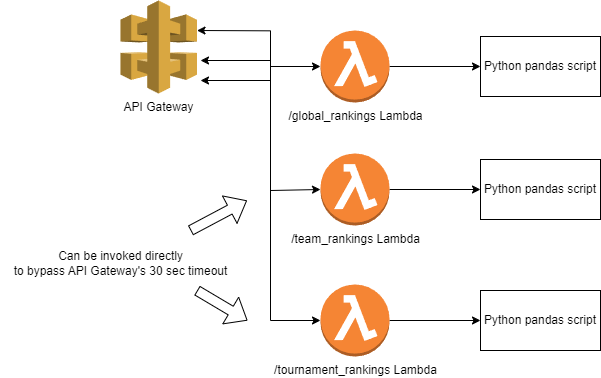 API Gateway
/global_rankings Lambda
Python pandas script
/team_rankings Lambda
Python pandas script
Can be invoked directly
to bypass API Gateway's 30 sec timeout
/tournament_rankings Lambda
Python pandas script